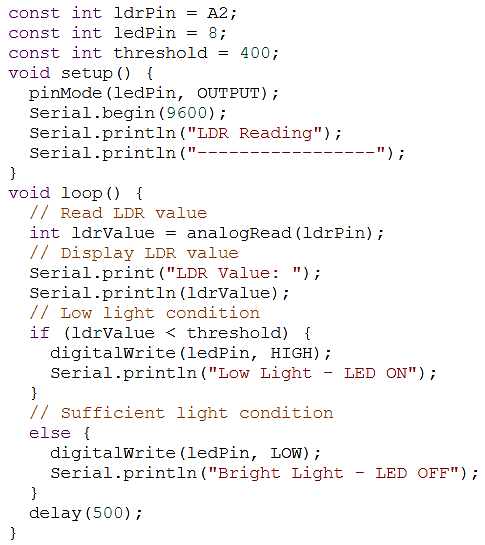 const int ldrPin = A2;
const int ledPin = 8;
const int threshold = 400;
void setup() {
  pinMode(ledPin, OUTPUT);
  Serial.begin(9600);
  Serial.println("LDR Reading");
  Serial.println("-----------------");
}
void loop() {
  // Read LDR value
  int ldrValue = analogRead(ldrPin);
  // Display LDR value
  Serial.print("LDR Value: ");
  Serial.println(ldrValue);
  // Low light condition
  if (ldrValue < threshold) {
    digitalWrite(ledPin, HIGH);
    Serial.println("Low Light - LED ON");
  }
  // Sufficient light condition
  else {
    digitalWrite(ledPin, LOW);
    Serial.println("Bright Light - LED OFF");
  }
  delay(500);
}